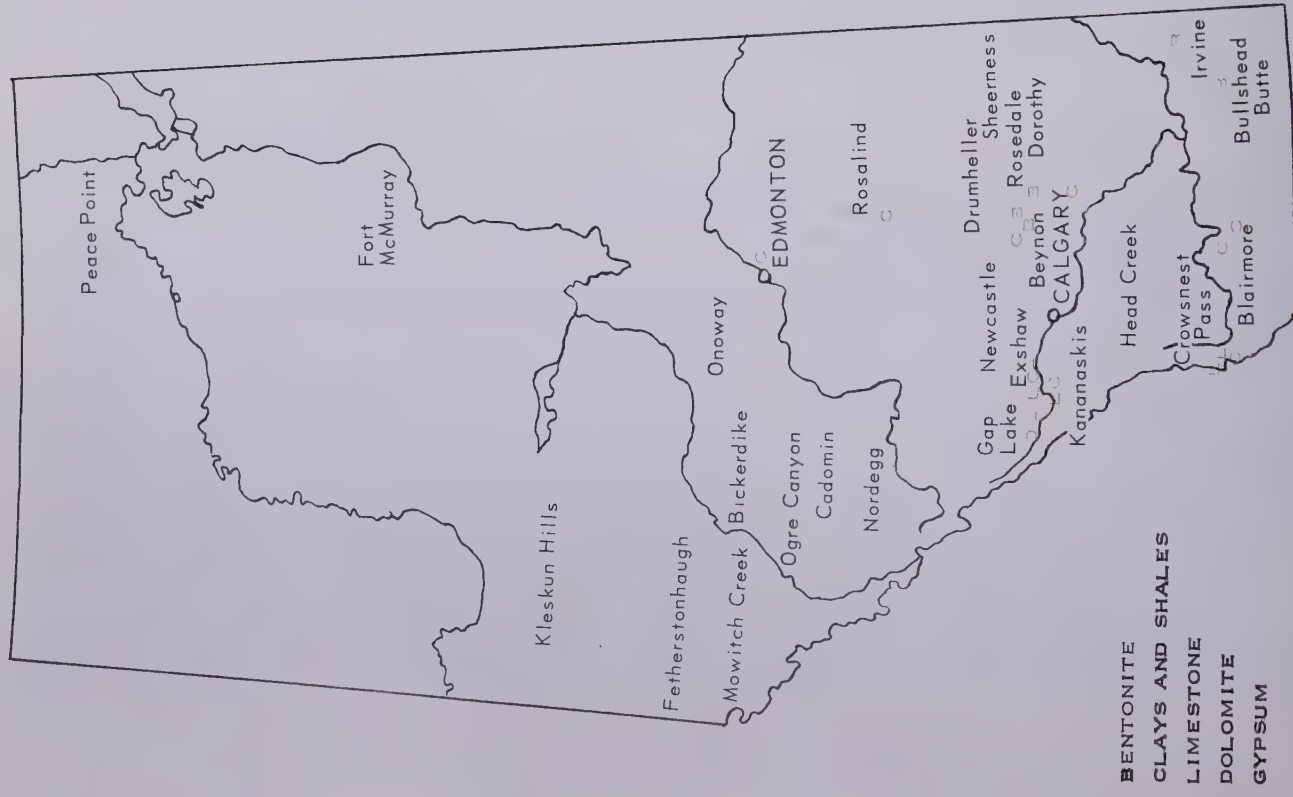 Peace Point
Fort
McMurray
Kleskun Hills
Fetherstonhaugh
Mowitch Creek
Bickerdike
Onoway
EDMONTON
Ogre Canyon
Cadomin
Nordegg
Rosalind
Drumheller
Sheerness
Gap
Lake
Newcastle
Exshaw
Beynon
Rosedale
Dorothy
CALGARY
Kananaskis
Head Creek
Crowsnest
Pass
Blairmore
Irvine
Bullshead
Butte
BENTONITE
CLAYS AND SHALES
LIMESTONE
DOLOMITE
GYPSUM